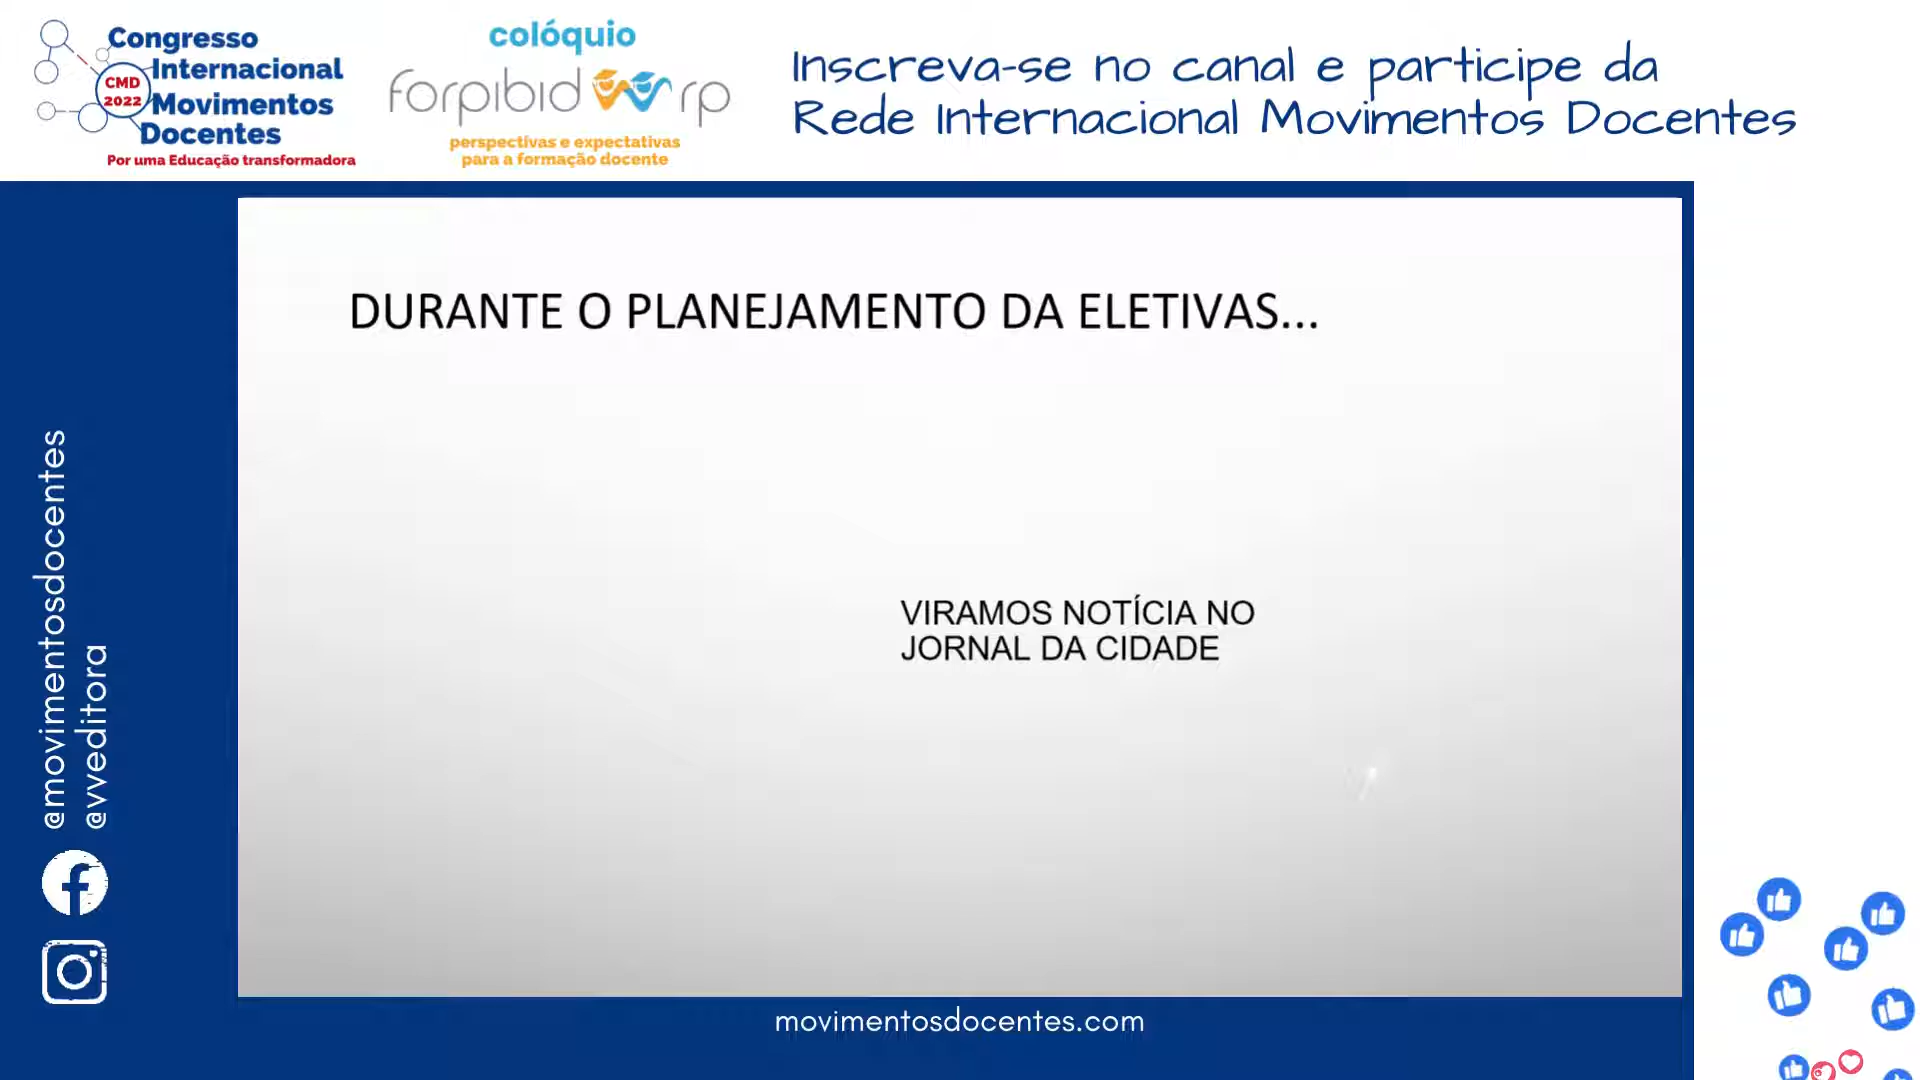 Congresso
Internacional
CMD
2022
Movimentos
Docentes
Por uma Educação transformadora
colóquio
forpibid rp
perspectivas e expectativas
para a formação docente
Inscreva-se no canal e participe da
Rede Internacional Movimentos Docentes
DURANTE O PLANEJAMENTO DA ELETIVAS...
VIRAMOS NOTÍCIA NO
JORNAL DA CIDADE
@movimentosdocentes
@vveditora
movimentosdocentes.com